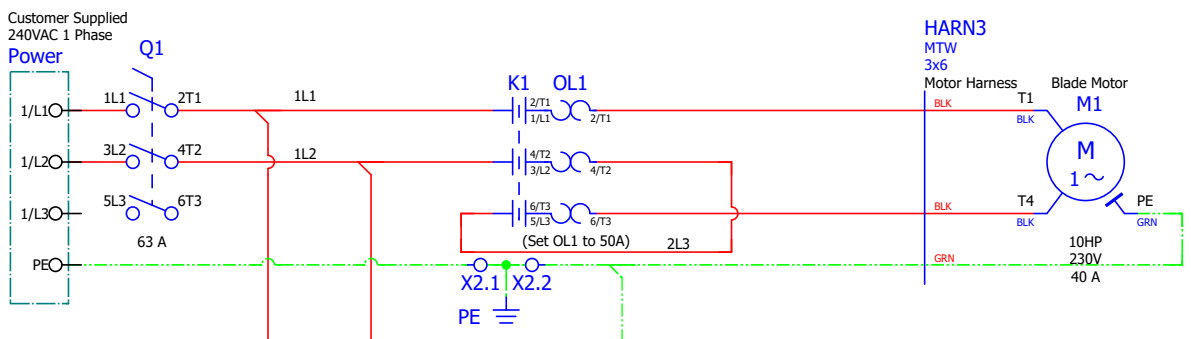 Customer Supplied
240VAC 1 Phase
Power
Q1
HARN3
MTW
3x6
Motor Harness
Blade Motor
M1
K1
OL1
1/L1
1L1
2T1
1L1
2/T1
1/L1
2/T1
BLK
T1
BLK
1/L2
3L2
4T2
1L2
4/T2
3/L2
4/T2
M
1~
1/L3
5L3
6T3
6/T3
5/L3
6/T3
BLK
T4
BLK
PE
GRN
63 A
(Set OL1 to 50A)
2L3
10HP
230V
40 A
PE
GRN
X2.1
X2.2
PE